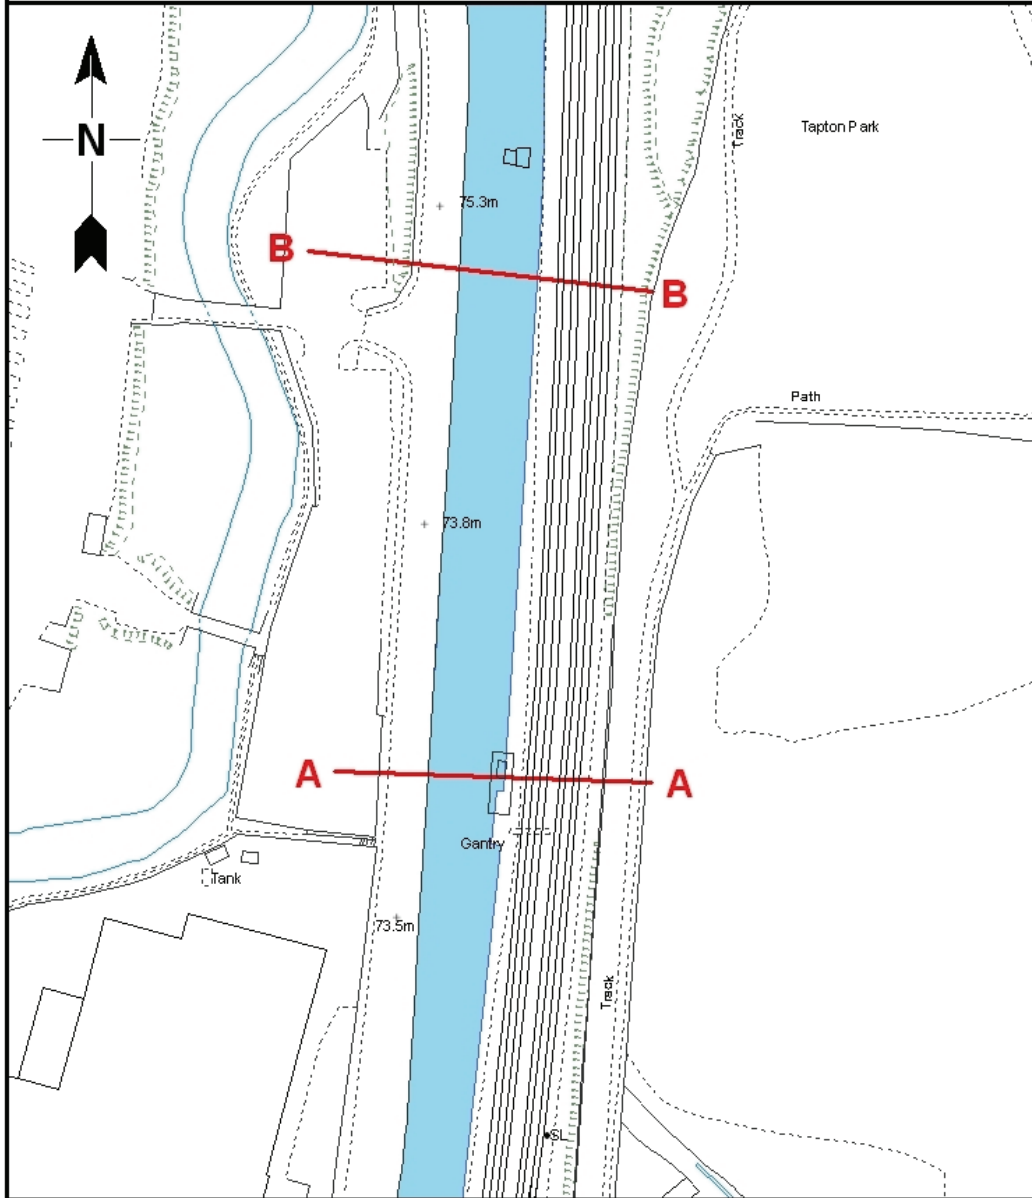 Track
Tapton Park
N
75.3m
B
B
Path
73.8m
A
A
Gantry
Tank
73.5m
Track
SL